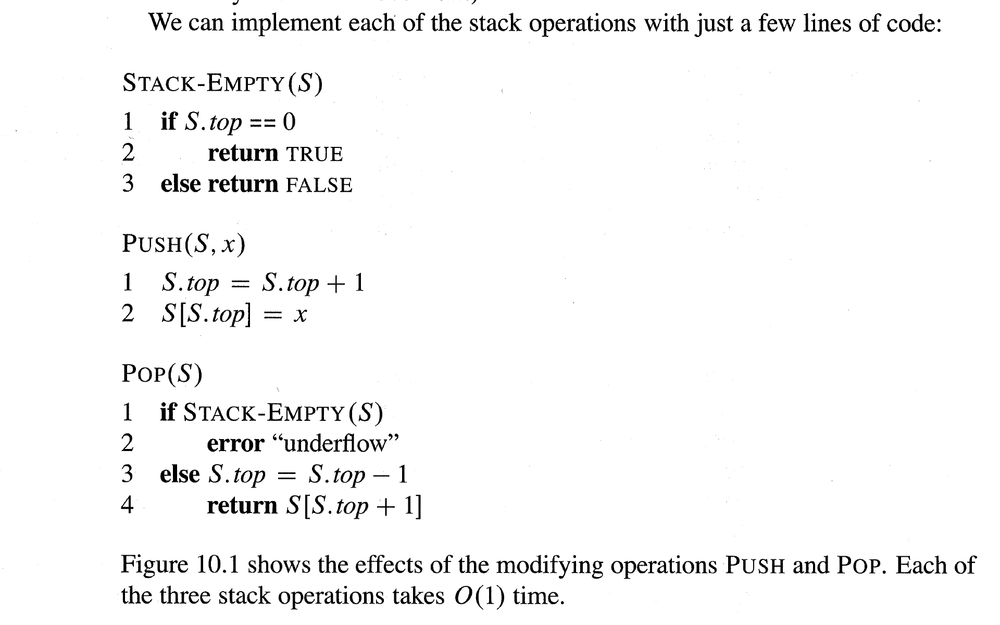 We can implement each of the stack operations with just a few lines of code:
STACK-EMPTY(S)
1 if S.top == 0
2 return TRUE
3 else return FALSE
PUSH(S, x)
1 S.top = S.top + 1
2 S[S.top] = x
POP(S)
1 if STACK-EMPTY(S)
2 error “underflow”
3 else S.top = S.top − 1
4 return S[S.top + 1]
Figure 10.1 shows the effects of the modifying operations PUSH and POP. Each of
the three stack operations takes O(1) time.